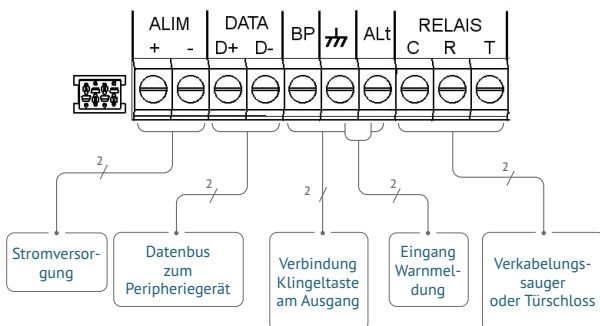 ALIM DATA BP ALt RELAIS
+ - D+ D- C R T
2 2 2 2 2
Stromversor-
gung
Datenbus
zum
Peripheriegerät
Verbindung
Klingeltaste
am Ausgang
Eingang
Warnmel-
dung
Verkabelungs-
sauger
oder Türschloss